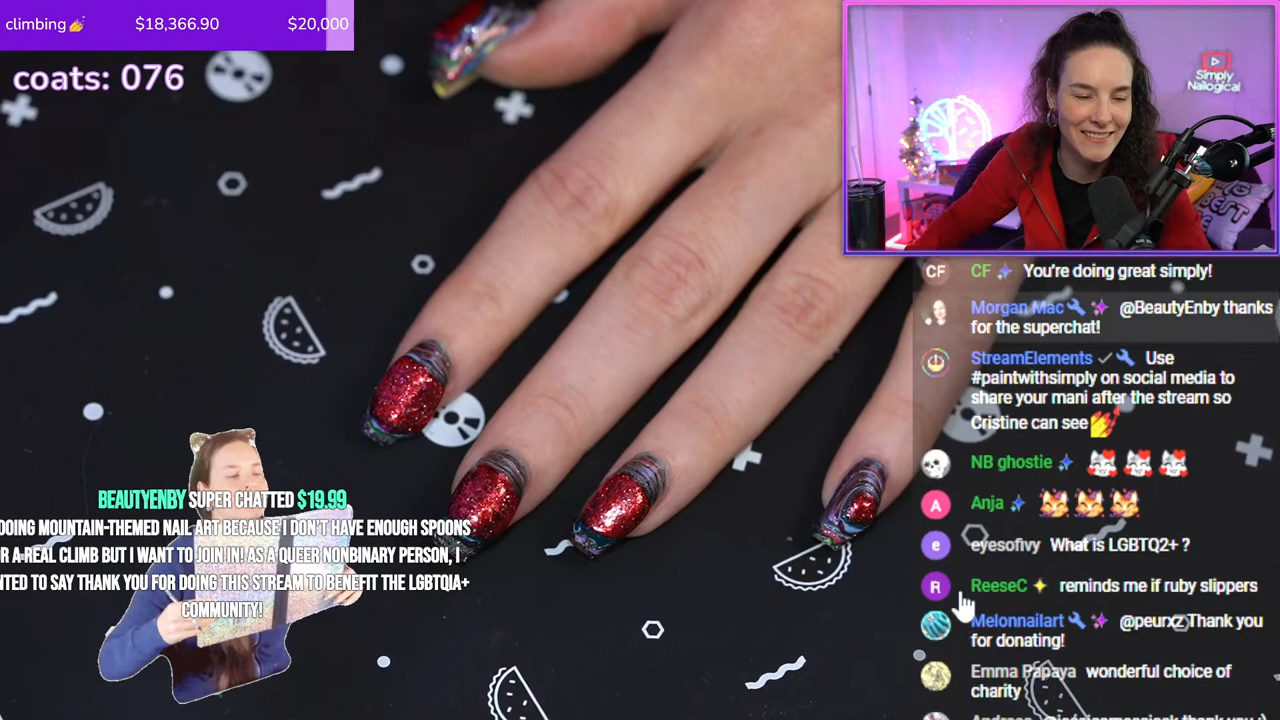 climbing💅 $18,366.90 $20,000
coats: 076
Simply
Nailogical
CF CF You're doing great simply!
Morgan Mac @BeautyEnby thanks
for the superchat!
StreamElements Use
#paintwithsimply on social media to
share your mani after the stream so
Cristine can see
NB ghostie
A Anja
e eyesofivy What is LGBTQ2+ ?
R ReeseC reminds me if ruby slippers
Melonnailart @peurxz Thank you
for donating!
Emma Papaya wonderful choice of
charity
BEAUTYENBY SUPER CHATTED $19.99
DOING MOUNTAIN-THEMED NAIL ART BECAUSE I DON'T HAVE ENOUGH SPOONS
R A REAL CLIMB BUT I WANT TO JOIN IN! AS A QUEER NONBINARY PERSON, I
NTED TO SAY THANK YOU FOR DOING THIS STREAM TO BENEFIT THE LGBTQIA+
COMMUNITY!